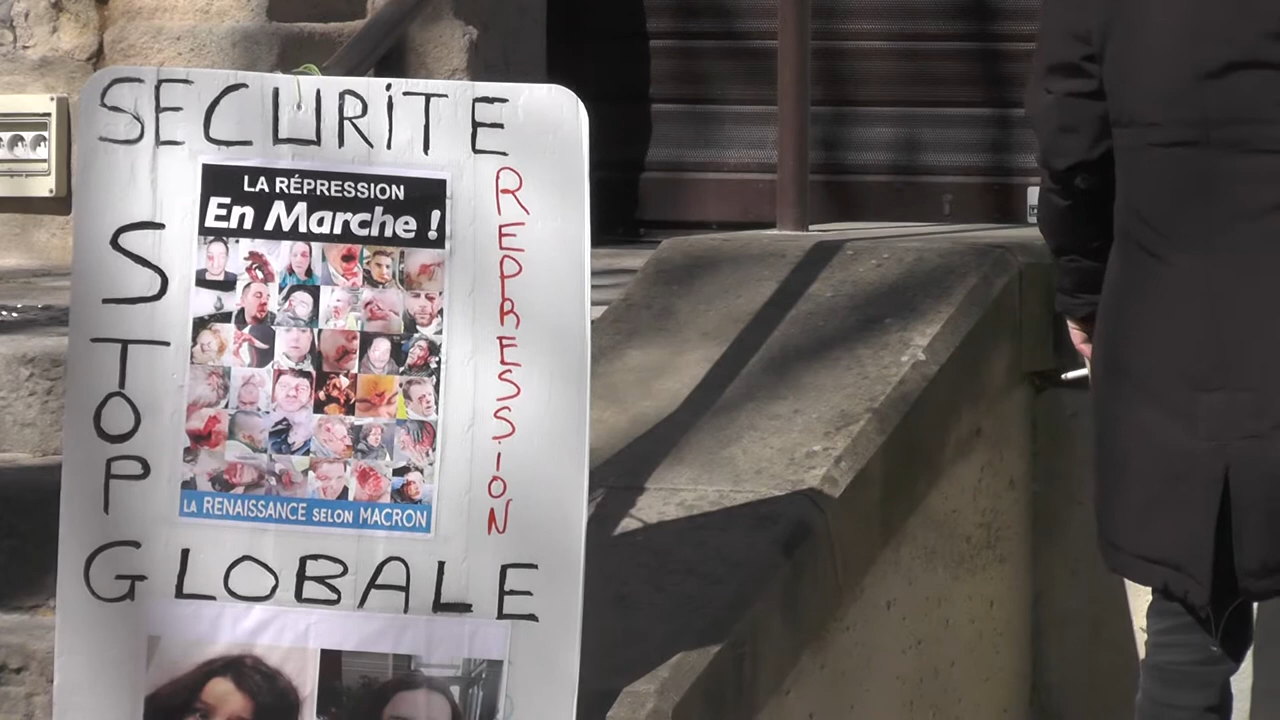 SECURITE
STOP
LA RÉPRESSION
En Marche !
LA RENAISSANCE SELON MACRON
REPRESSION
GLOBALE